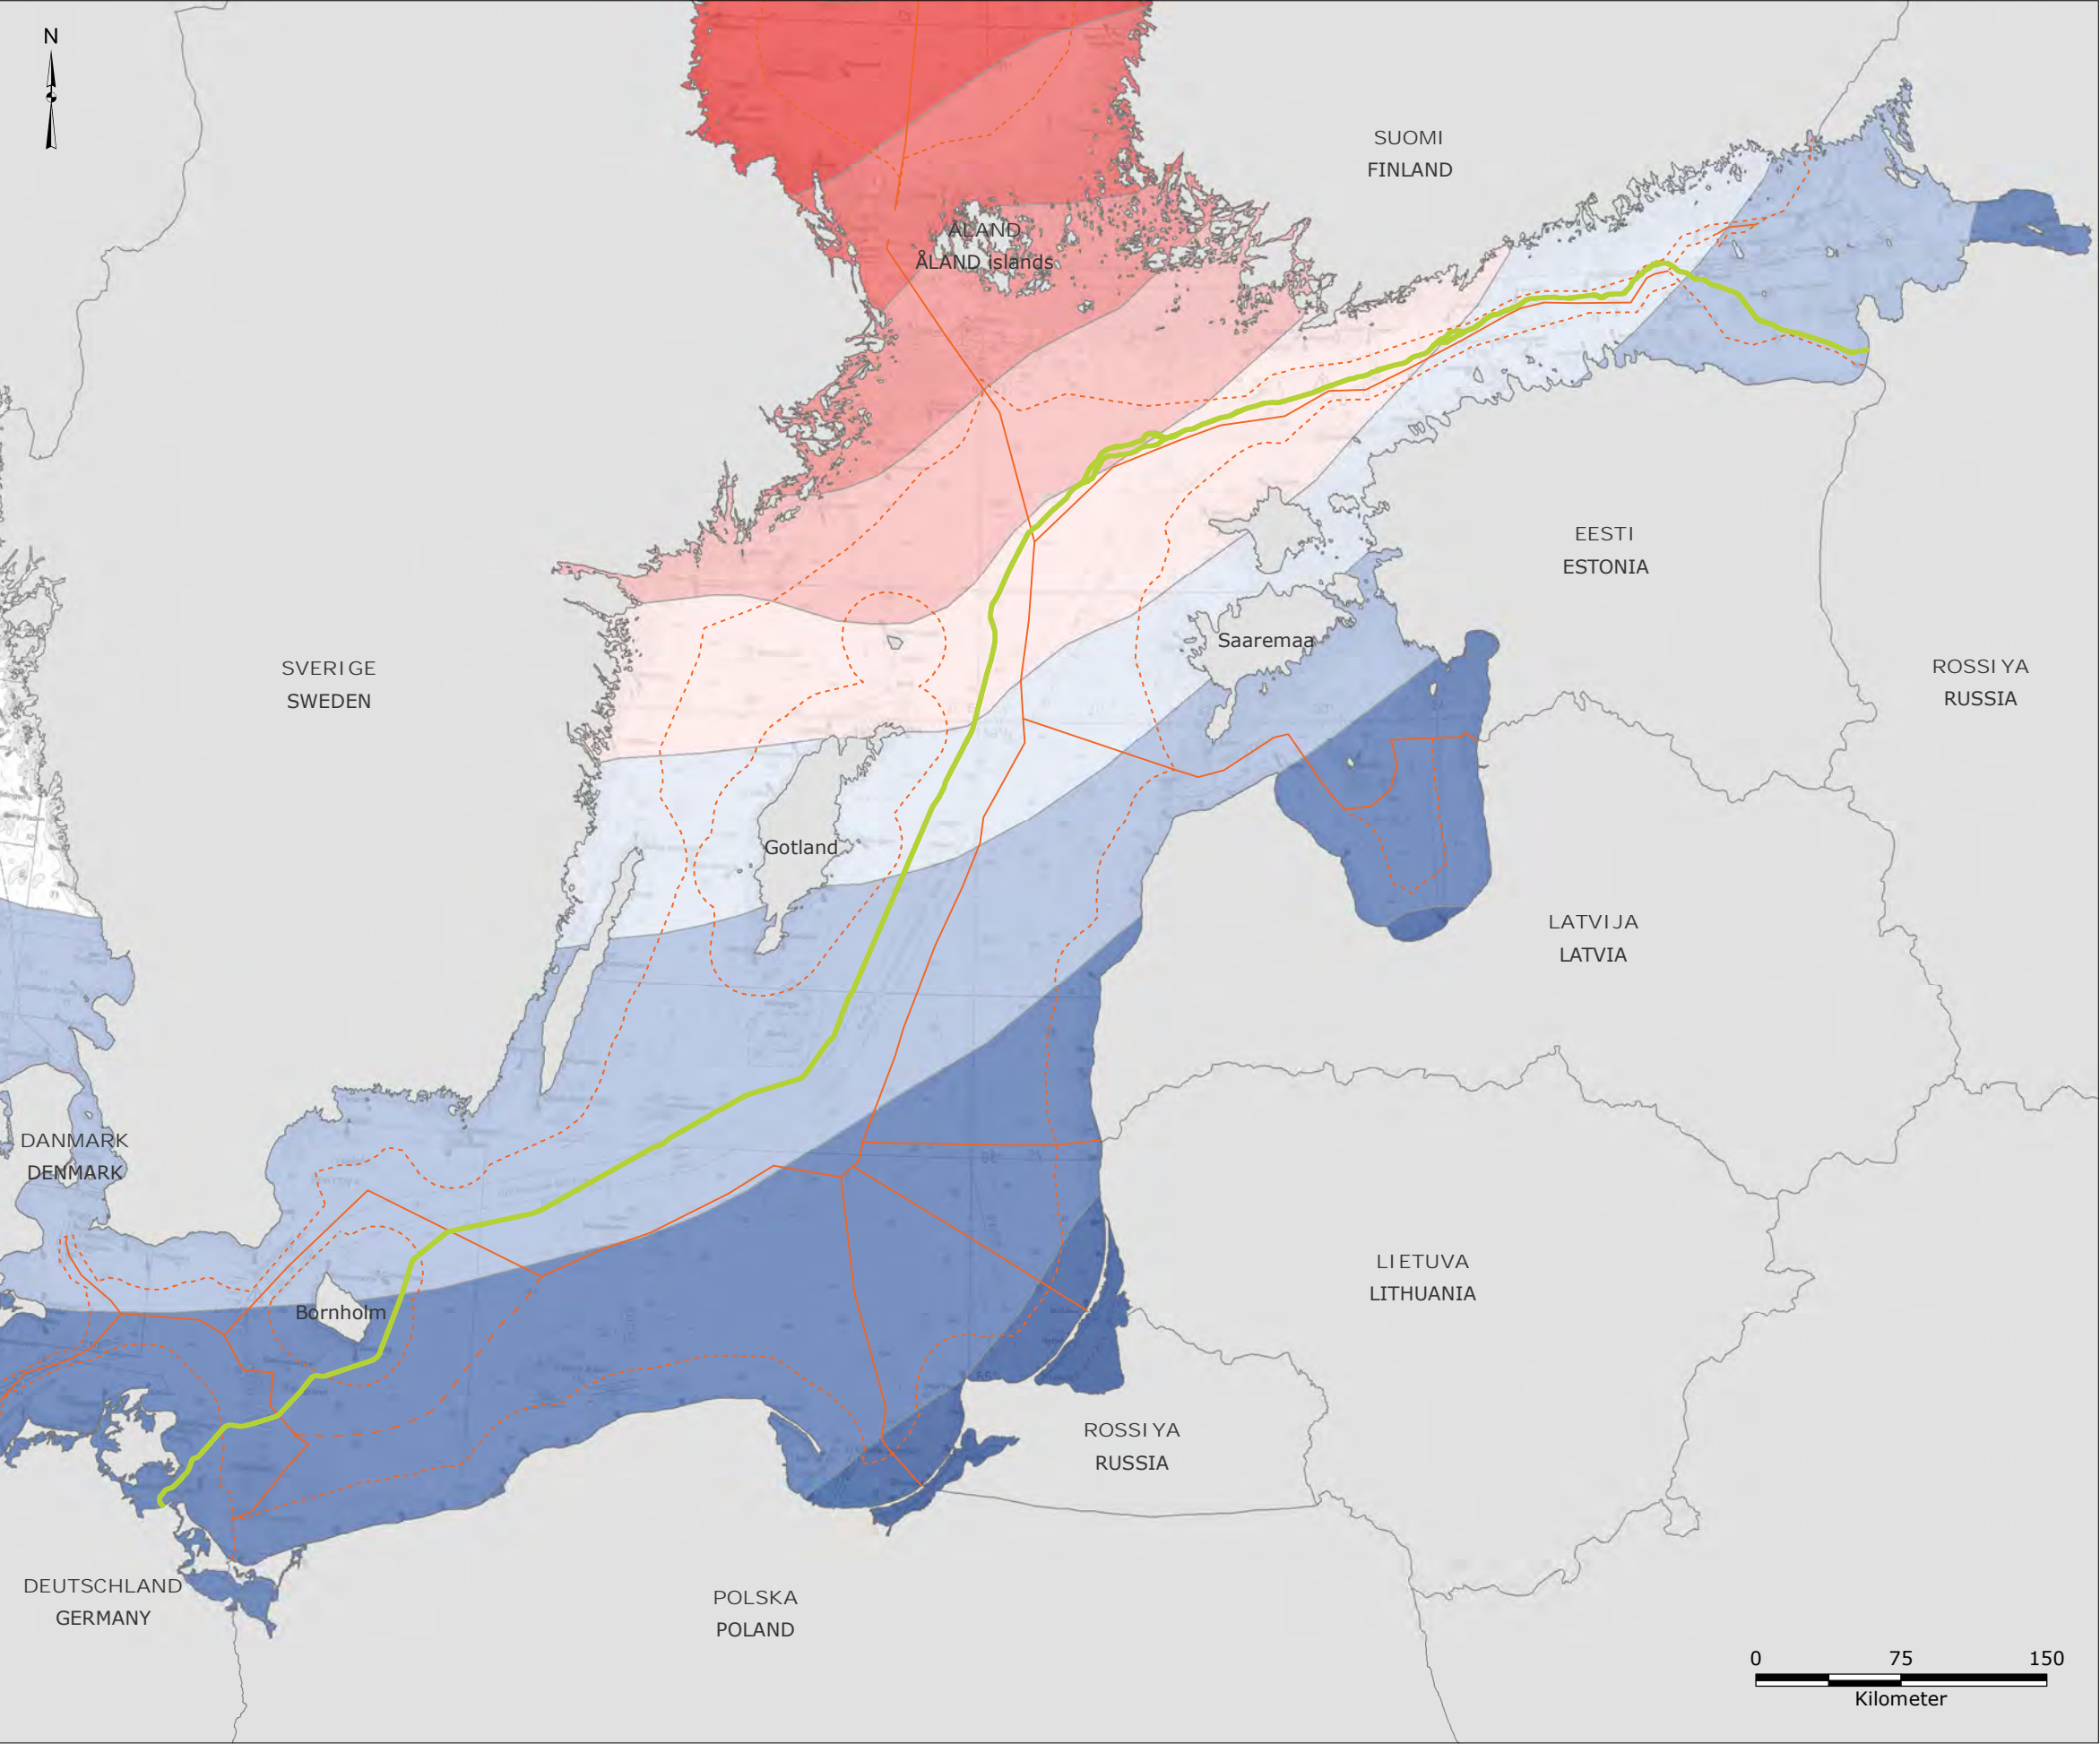 N
SUOMI
FINLAND
ÅLAND
ÅLAND islands
EESTI
ESTONIA
Saaremaa
ROSSIYA
RUSSIA
SVERIGE
SWEDEN
Gotland
LATVIJA
LATVIA
DANMARK
DENMARK
LIETUVA
LITHUANIA
Bornholm
ROSSIYA
RUSSIA
DEUTSCHLAND
GERMANY
POLSKA
POLAND
0 75 150
Kilometer